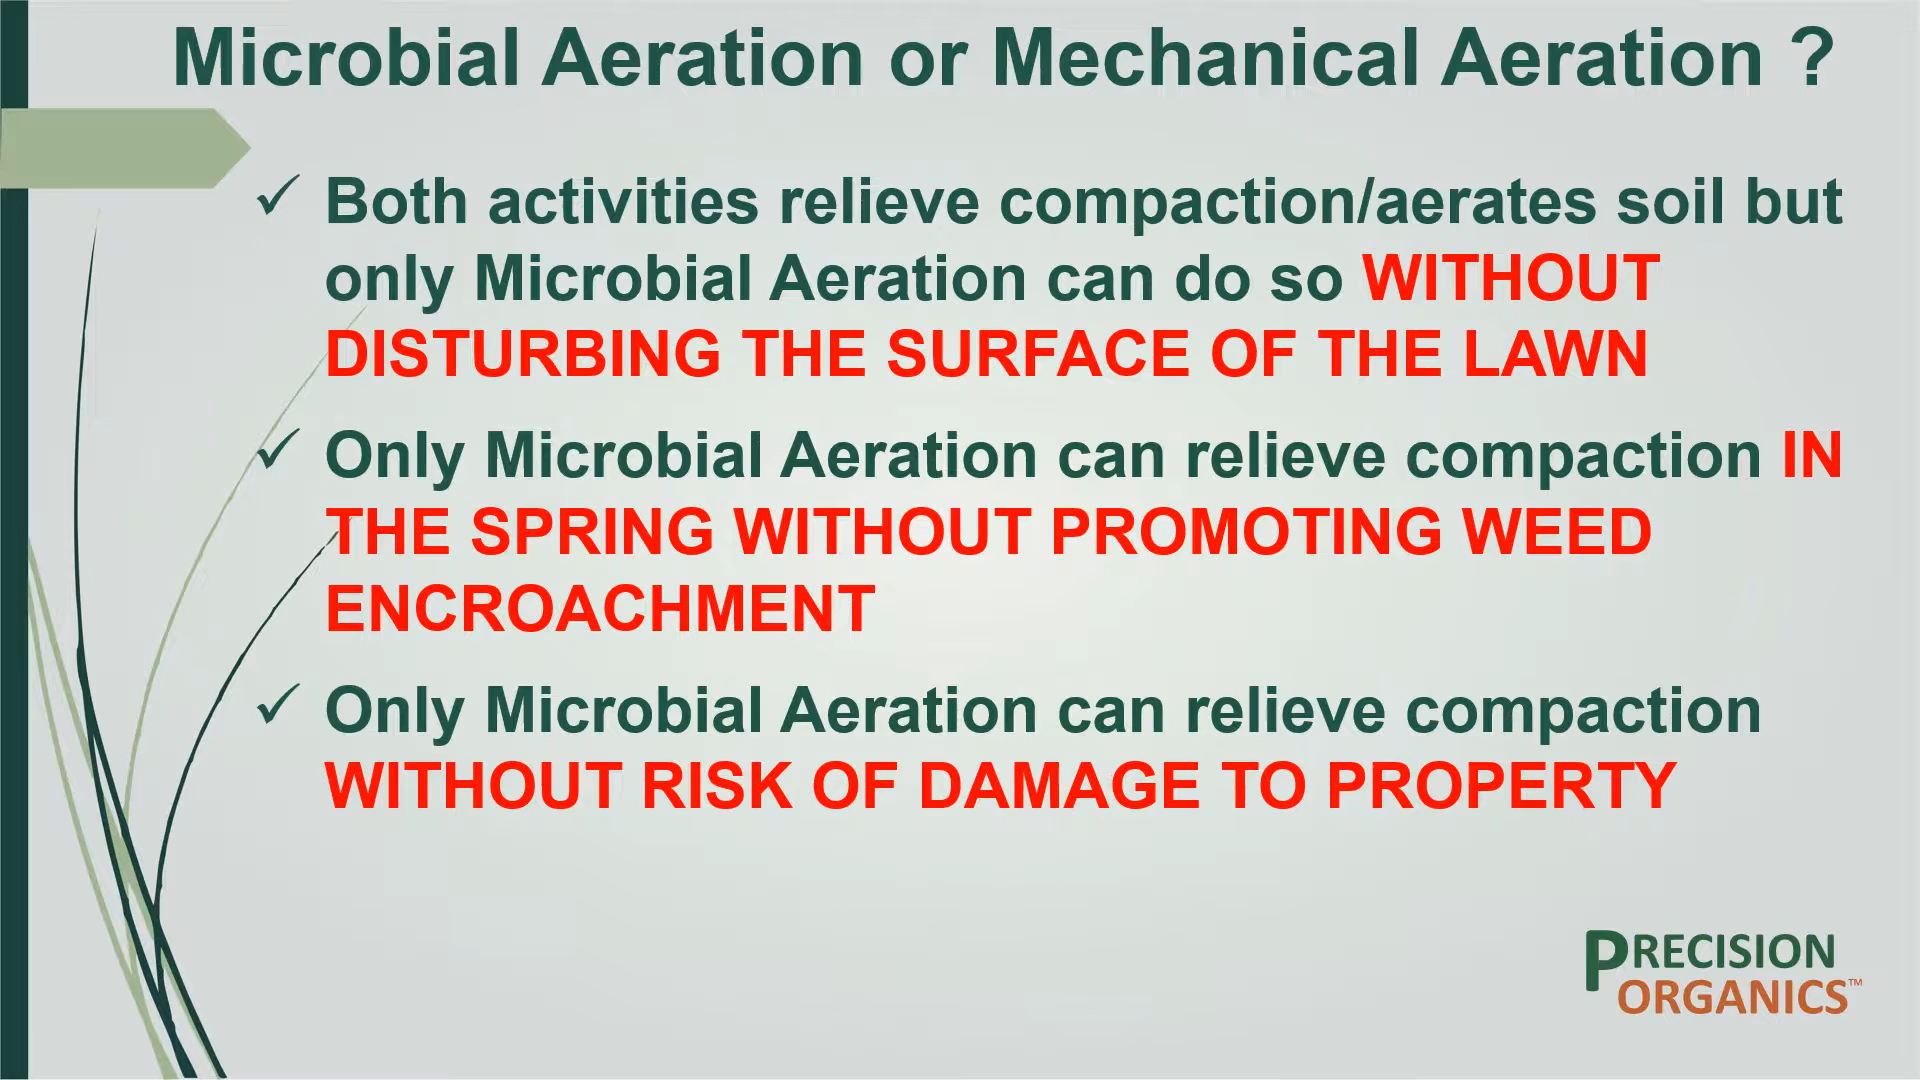 Microbial Aeration or Mechanical Aeration ?
✓ Both activities relieve compaction/aerates soil but
only Microbial Aeration can do so WITHOUT
DISTURBING THE SURFACE OF THE LAWN
✓ Only Microbial Aeration can relieve compaction IN
THE SPRING WITHOUT PROMOTING WEED
ENCROACHMENT
✓ Only Microbial Aeration can relieve compaction
WITHOUT RISK OF DAMAGE TO PROPERTY
PRECISION
ORGANICS™